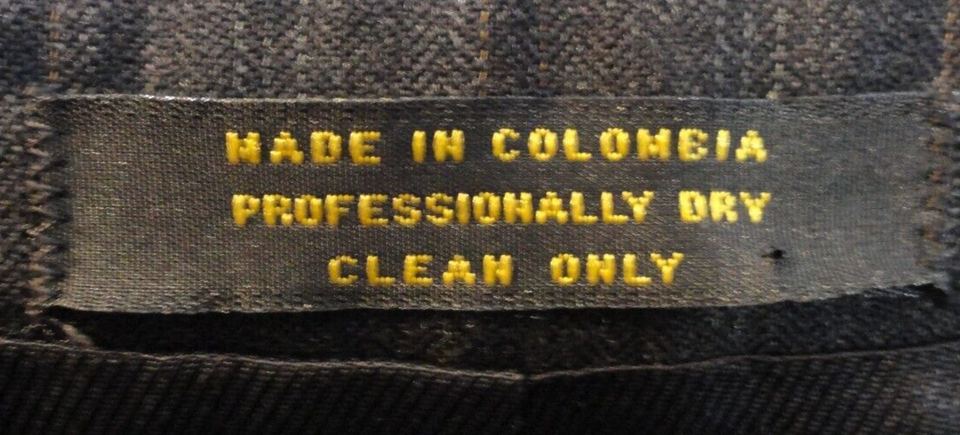 MADE IN COLOMBIA
PROFESSIONALLY DRY
CLEAN ONLY